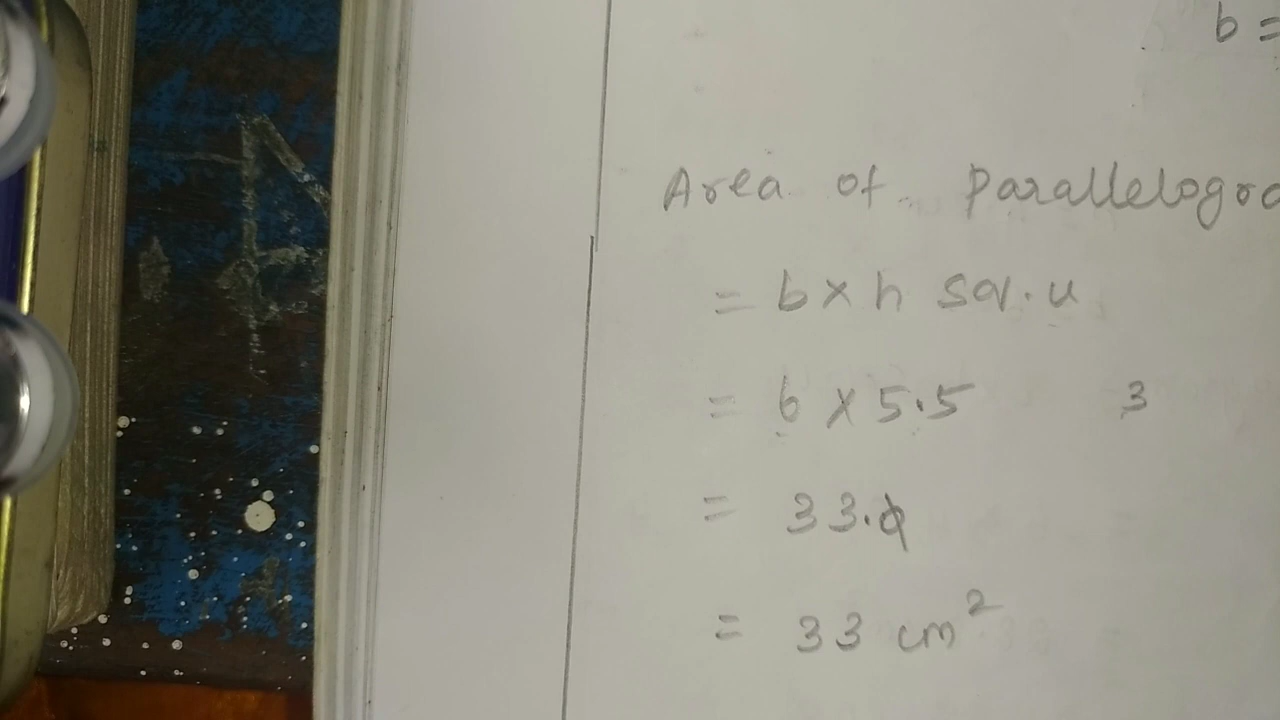 b =
Area of Parallelogra
= b × h sq. u
= 6 × 5.5 3
= 33.0
= 33 cm²